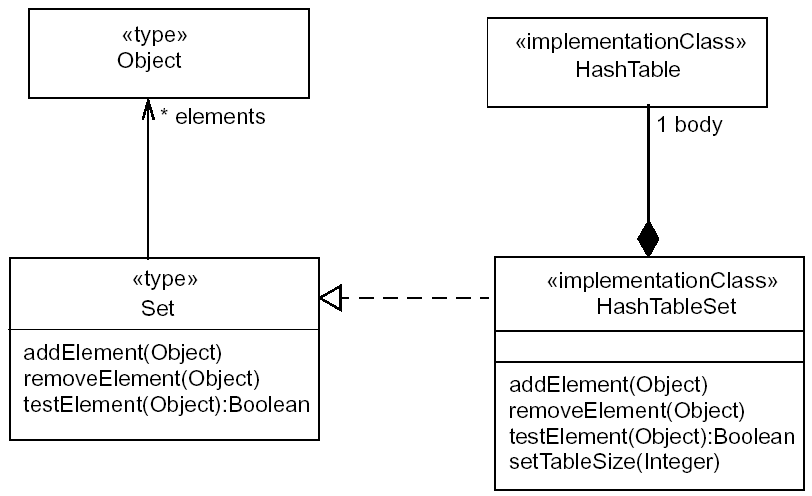 «type»
Object
* elements
«type»
Set
addElement(Object)
removeElement(Object)
testElement(Object):Boolean
«implementationClass»
HashTable
1 body
«implementationClass»
HashTableSet
addElement(Object)
removeElement(Object)
testElement(Object):Boolean
setTableSize(Integer)